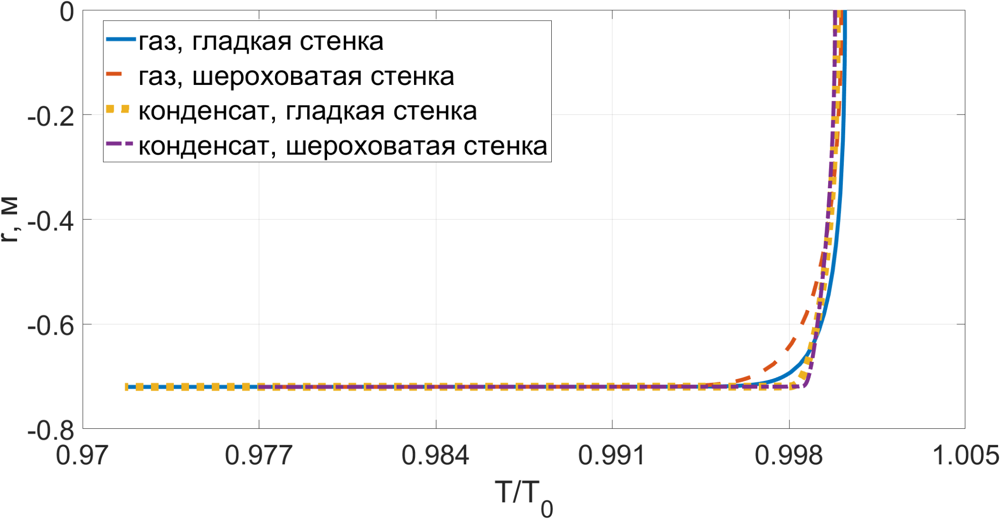 0
-0.2
-0.4
-0.6
-0.8
r, м
газ, гладкая стенка
газ, шероховатая стенка
конденсат, гладкая стенка
конденсат, шероховатая стенка
0.97 0.977 0.984 0.991 0.998 1.005
T/T0